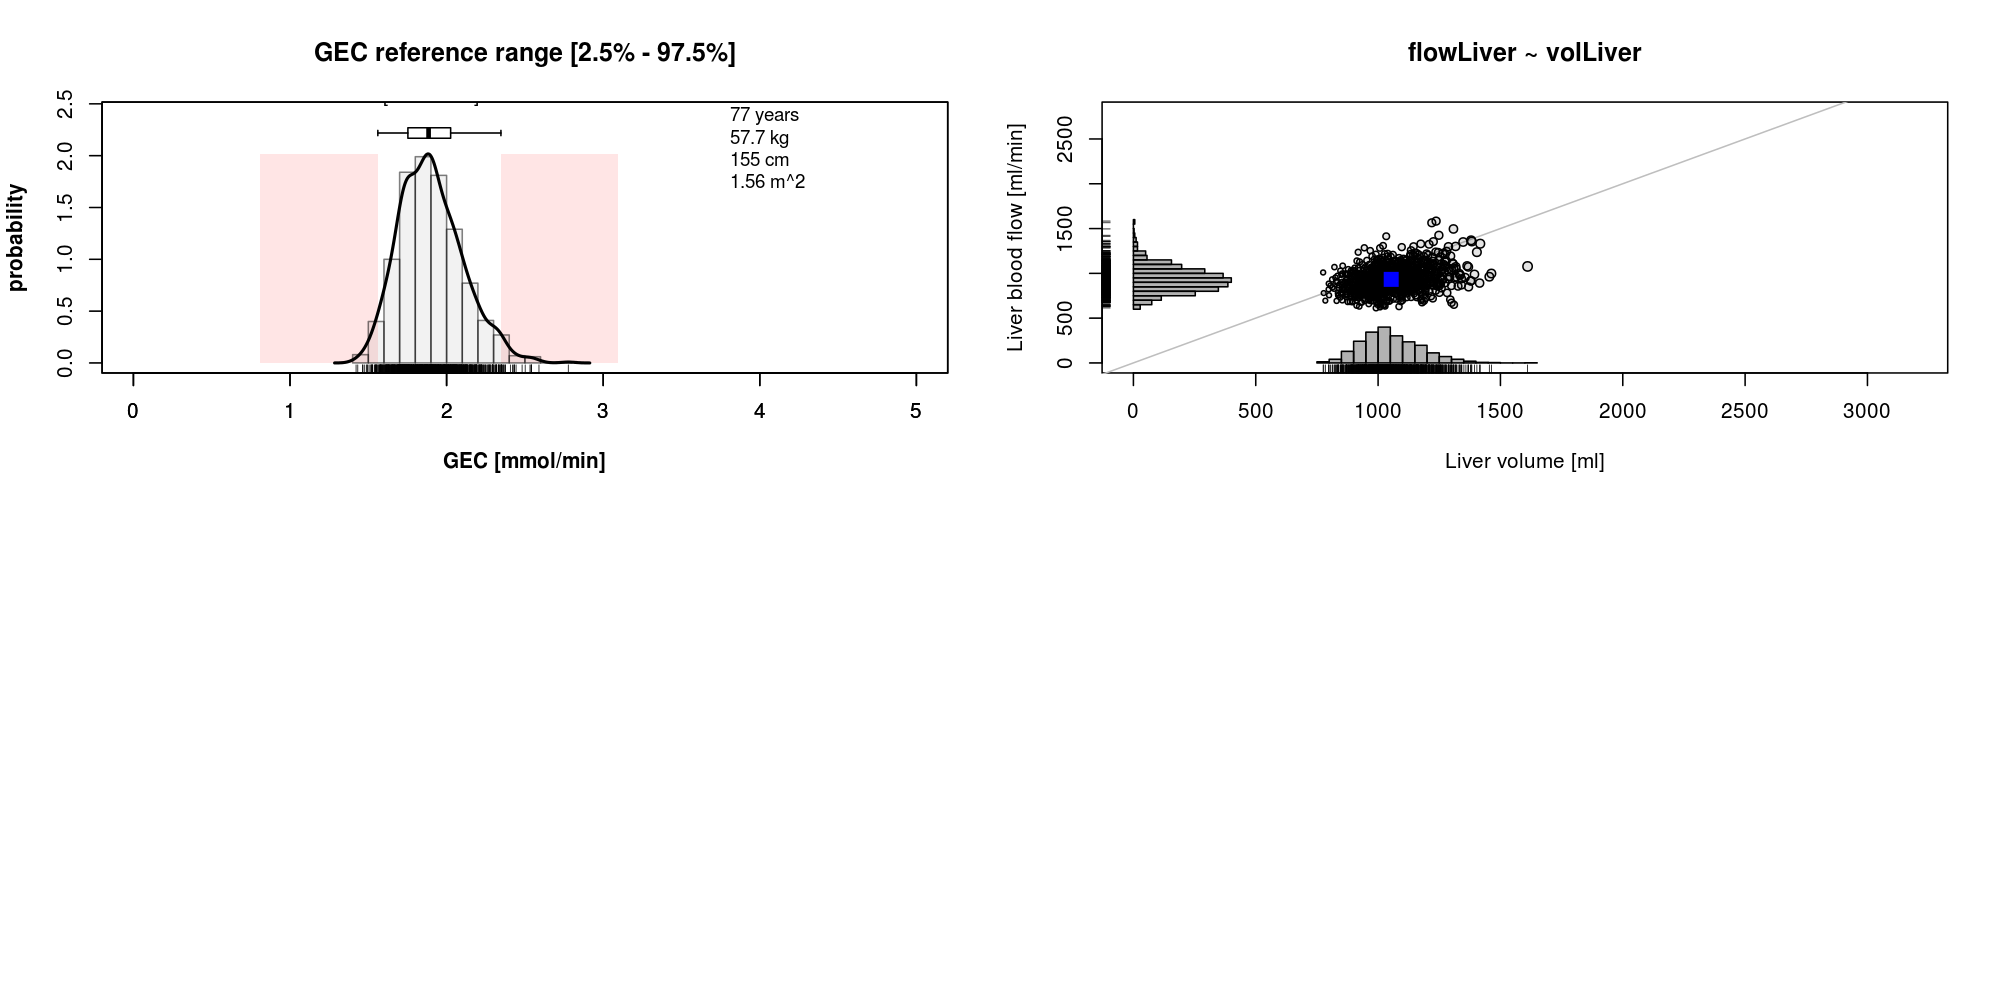 GEC reference range [2.5% - 97.5%]
probability
2.5
2.0
1.5
1.0
0.5
0.0
77 years
57.7 kg
155 cm
1.56 m^2
0 1 2 3 4 5
GEC [mmol/min]
flowLiver ~ volLiver
Liver blood flow [ml/min]
2500
1500
500
0
0 500 1000 1500 2000 2500 3000
Liver volume [ml]